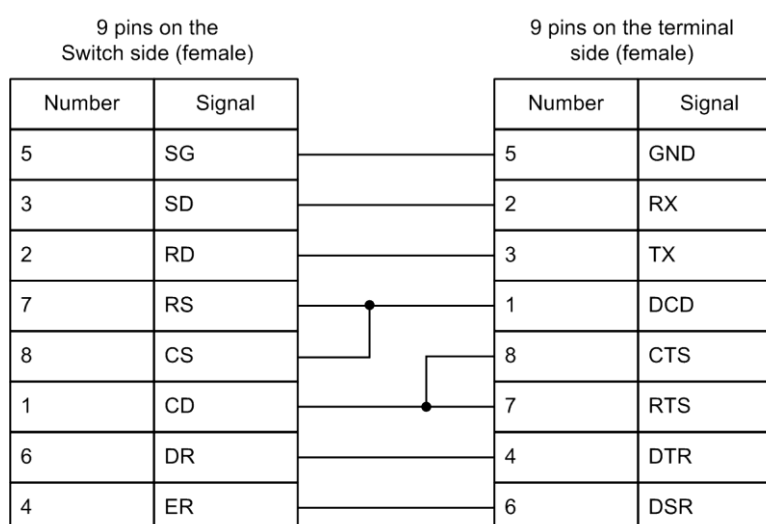 9 pins on the
Switch side (female)
9 pins on the terminal
side (female)
Number Signal Number Signal
5 SG 5 GND
3 SD 2 RX
2 RD 3 TX
7 RS 1 DCD
8 CS 8 CTS
1 CD 7 RTS
6 DR 4 DTR
4 ER 6 DSR